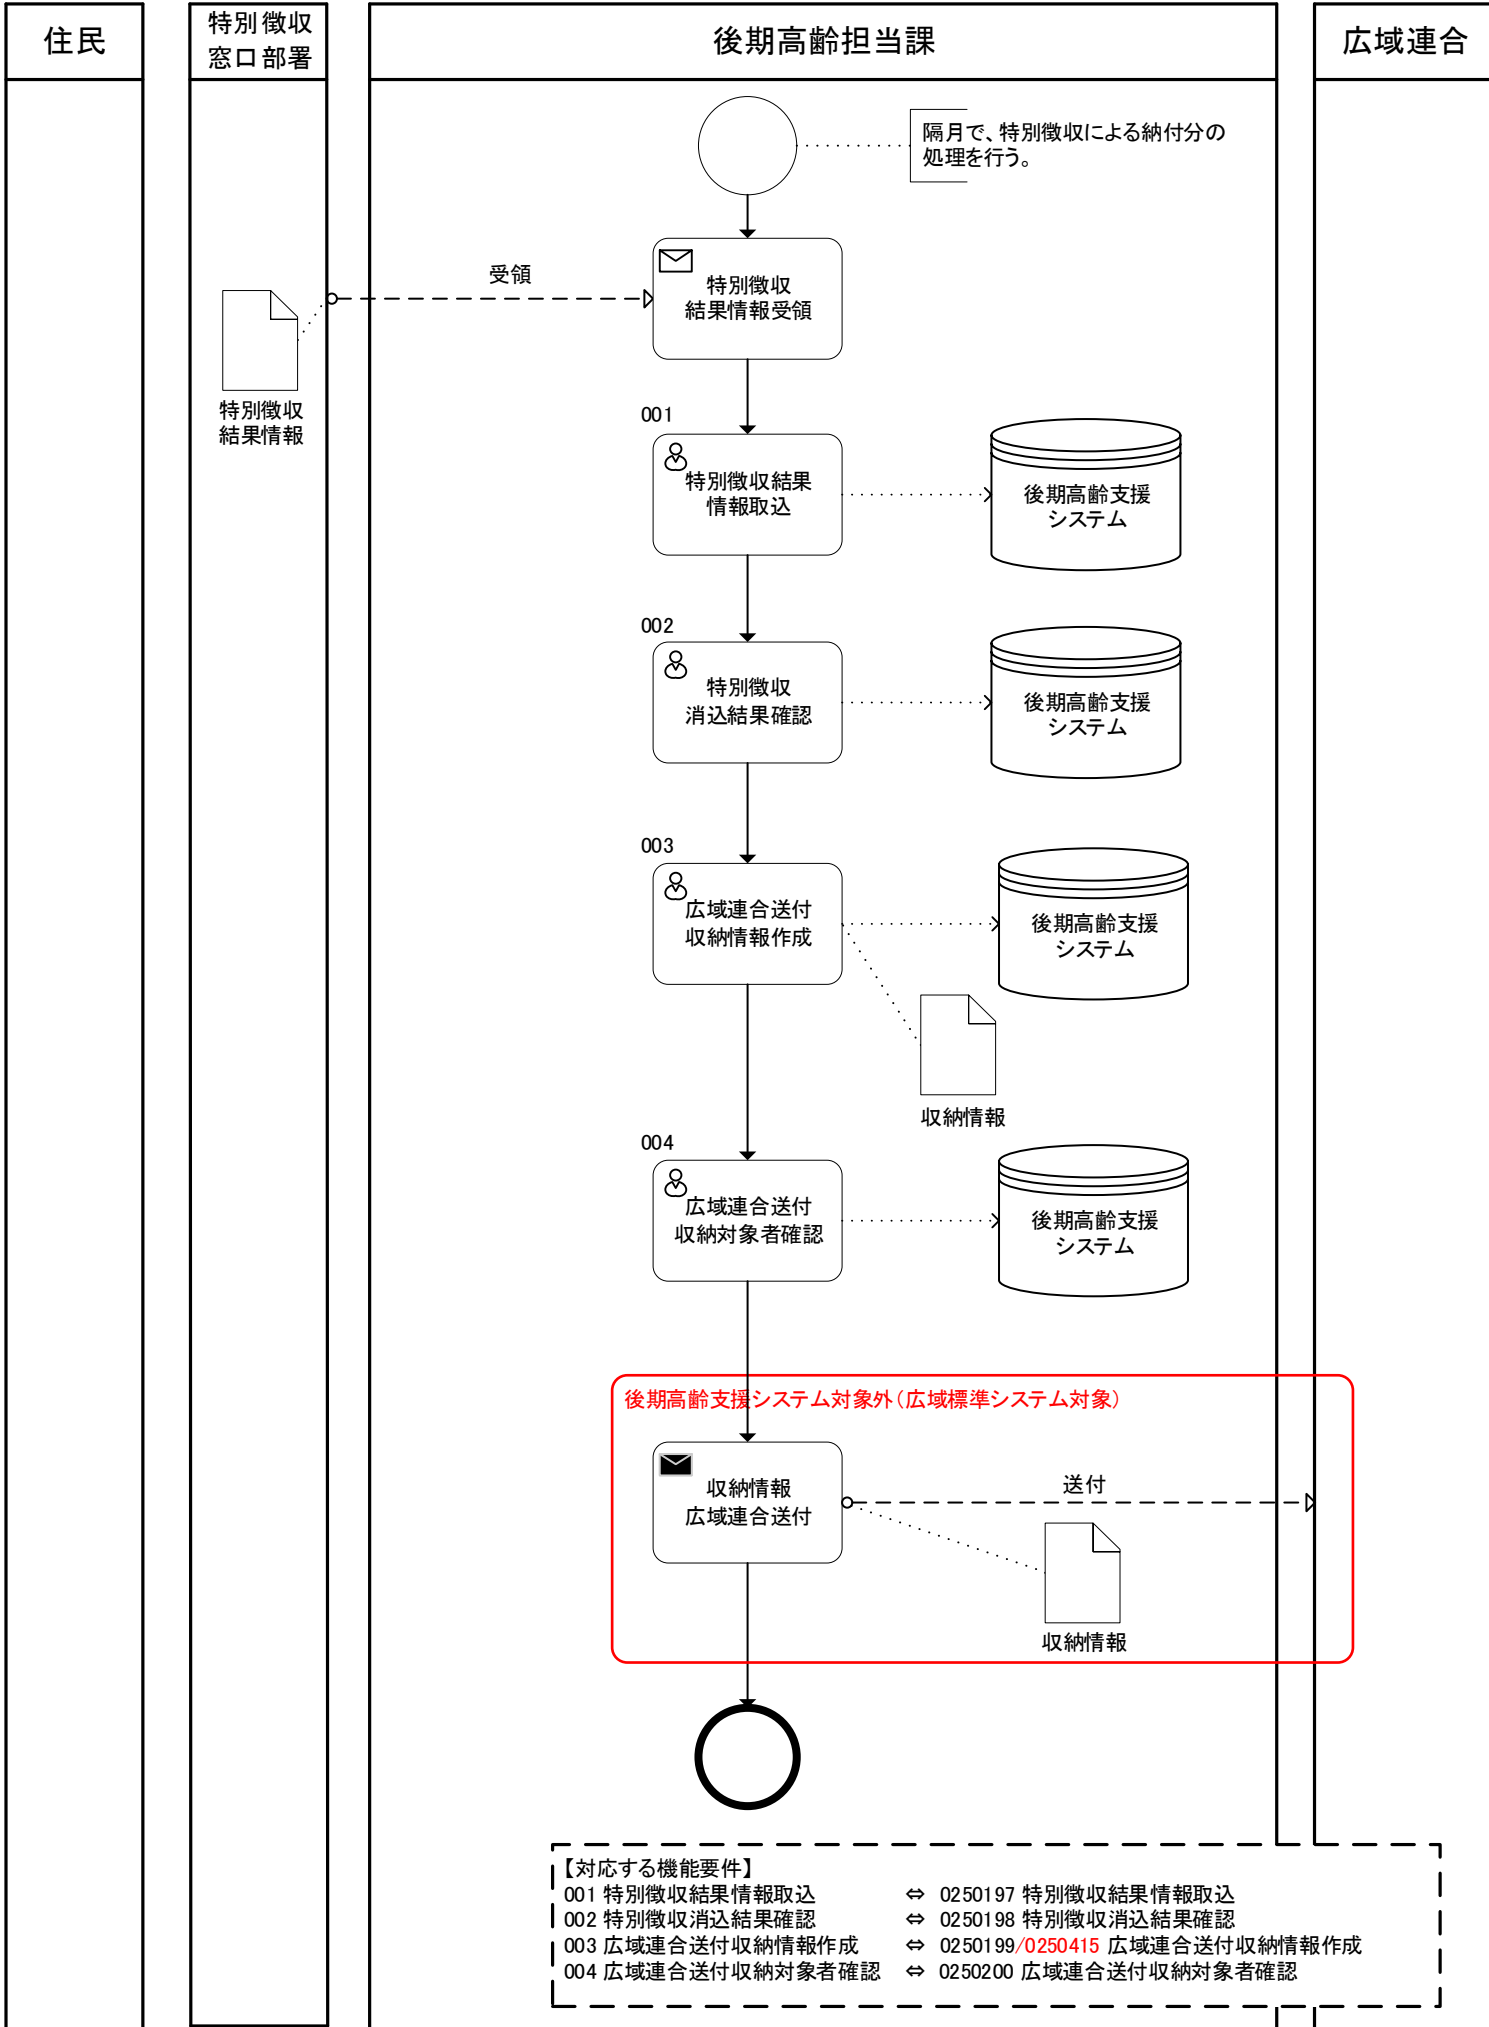 住民
特別徴収
窓口部署
後期高齢担当課
広域連合
隔月で、特別徴収による納付分の
処理を行う。
受領
特別徴収
結果情報受領
特別徴収
結果情報
001
特別徴収結果
情報取込
後期高齢支援
システム
002
特別徴収
消込結果確認
後期高齢支援
システム
003
広域連合送付
収納情報作成
後期高齢支援
システム
収納情報
004
広域連合送付
収納対象者確認
後期高齢支援
システム
後期高齢支援システム対象外（広域標準システム対象）
収納情報
広域連合送付
送付
収納情報
【対応する機能要件】
001 特別徴収結果情報取込 ⇔ 0250197 特別徴収結果情報取込
002 特別徴収消込結果確認 ⇔ 0250198 特別徴収消込結果確認
003 広域連合送付収納情報作成 ⇔ 0250199/0250415 広域連合送付収納情報作成
004 広域連合送付収納対象者確認 ⇔ 0250200 広域連合送付収納対象者確認